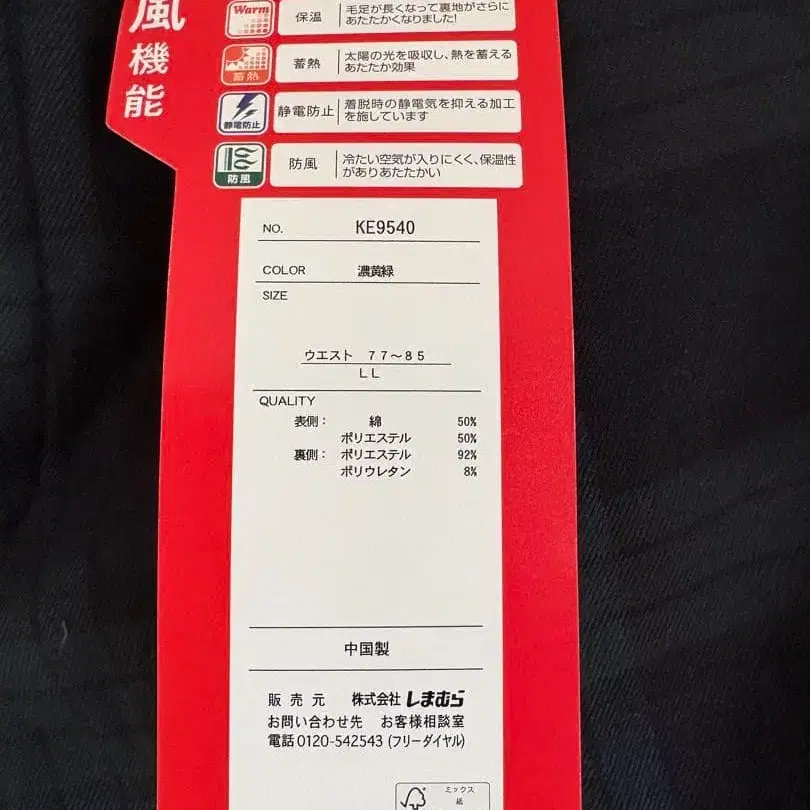 風機能
Warm
保温
毛足が長くなって裏地がさらに
あたたかくなりました!
蓄熱
蓄熱
太陽の光を吸収し、熱を蓄える
あたたか効果
静電防止
静電防止
着脱時の静電気を抑える加工
を施しています
防風
防風
冷たい空気が入りにくく、保温性
がありあたたかい
NO. KE9540
COLOR 濃黄緑
SIZE
ウエスト 77〜85
LL
QUALITY
表側: 綿 50%
ポリエステル 50%
裏側: ポリエステル 92%
ポリウレタン 8%
中国製
販売元 株式会社しまむら
お問い合わせ先 お客様相談室
電話0120-542543(フリーダイヤル)
ミックス
紙